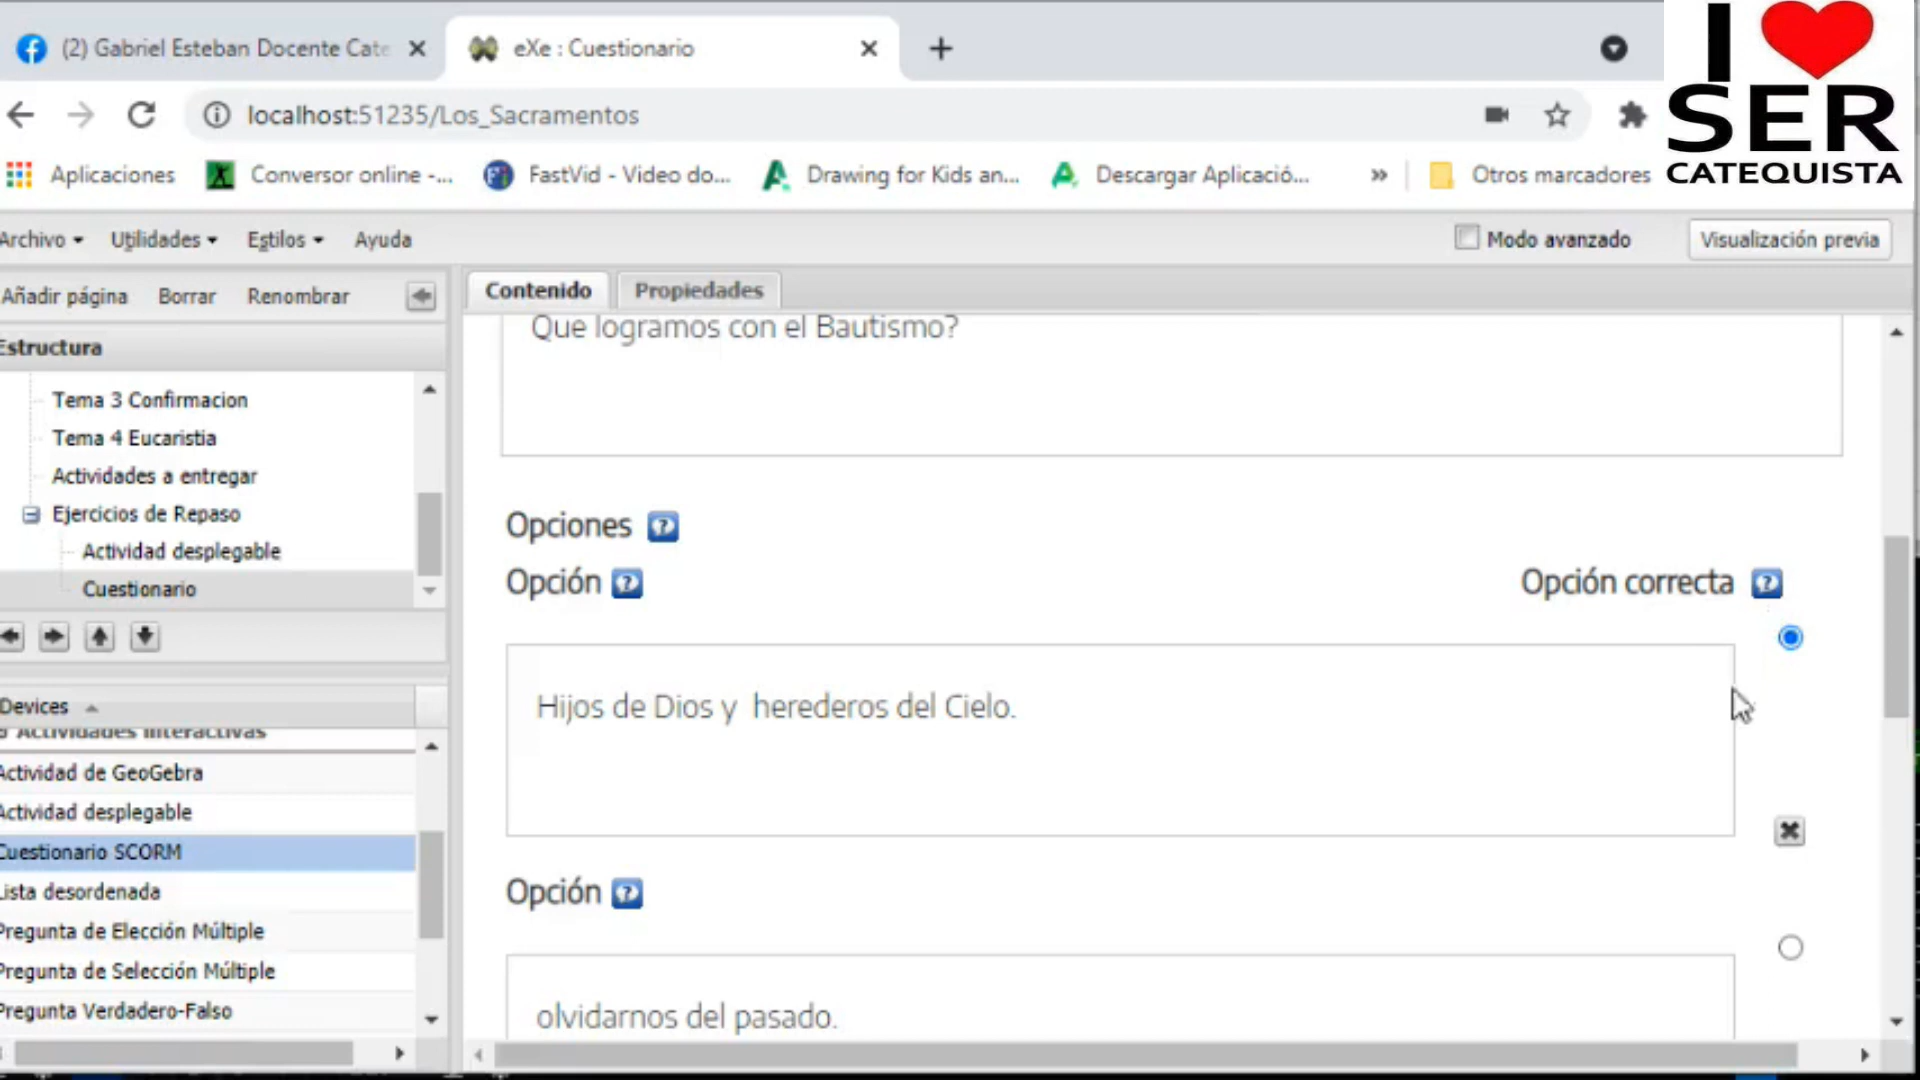 (2) Gabriel Esteban Docente Cate
eXe : Cuestionario
I
SER
CATEQUISTA
localhost:51235/Los_Sacramentos
Aplicaciones
Conversor online -...
FastVid - Video do...
Drawing for Kids an...
Descargar Aplicació...
»
Otros marcadores
Archivo
Utilidades
Estilos
Ayuda
Modo avanzado
Visualización previa
Añadir página
Borrar
Renombrar
Contenido
Propiedades
Estructura
Tema 3 Confirmacion
Tema 4 Eucaristia
Actividades a entregar
Ejercicios de Repaso
Actividad desplegable
Cuestionario
Devices
Actividades interactivas
Actividad de GeoGebra
Actividad desplegable
Cuestionario SCORM
Lista desordenada
Pregunta de Elección Múltiple
Pregunta de Selección Múltiple
Pregunta Verdadero-Falso
Que logramos con el Bautismo?
Opciones
Opción
Opción correcta
Hijos de Dios y herederos del Cielo.
Opción
olvidarnos del pasado.